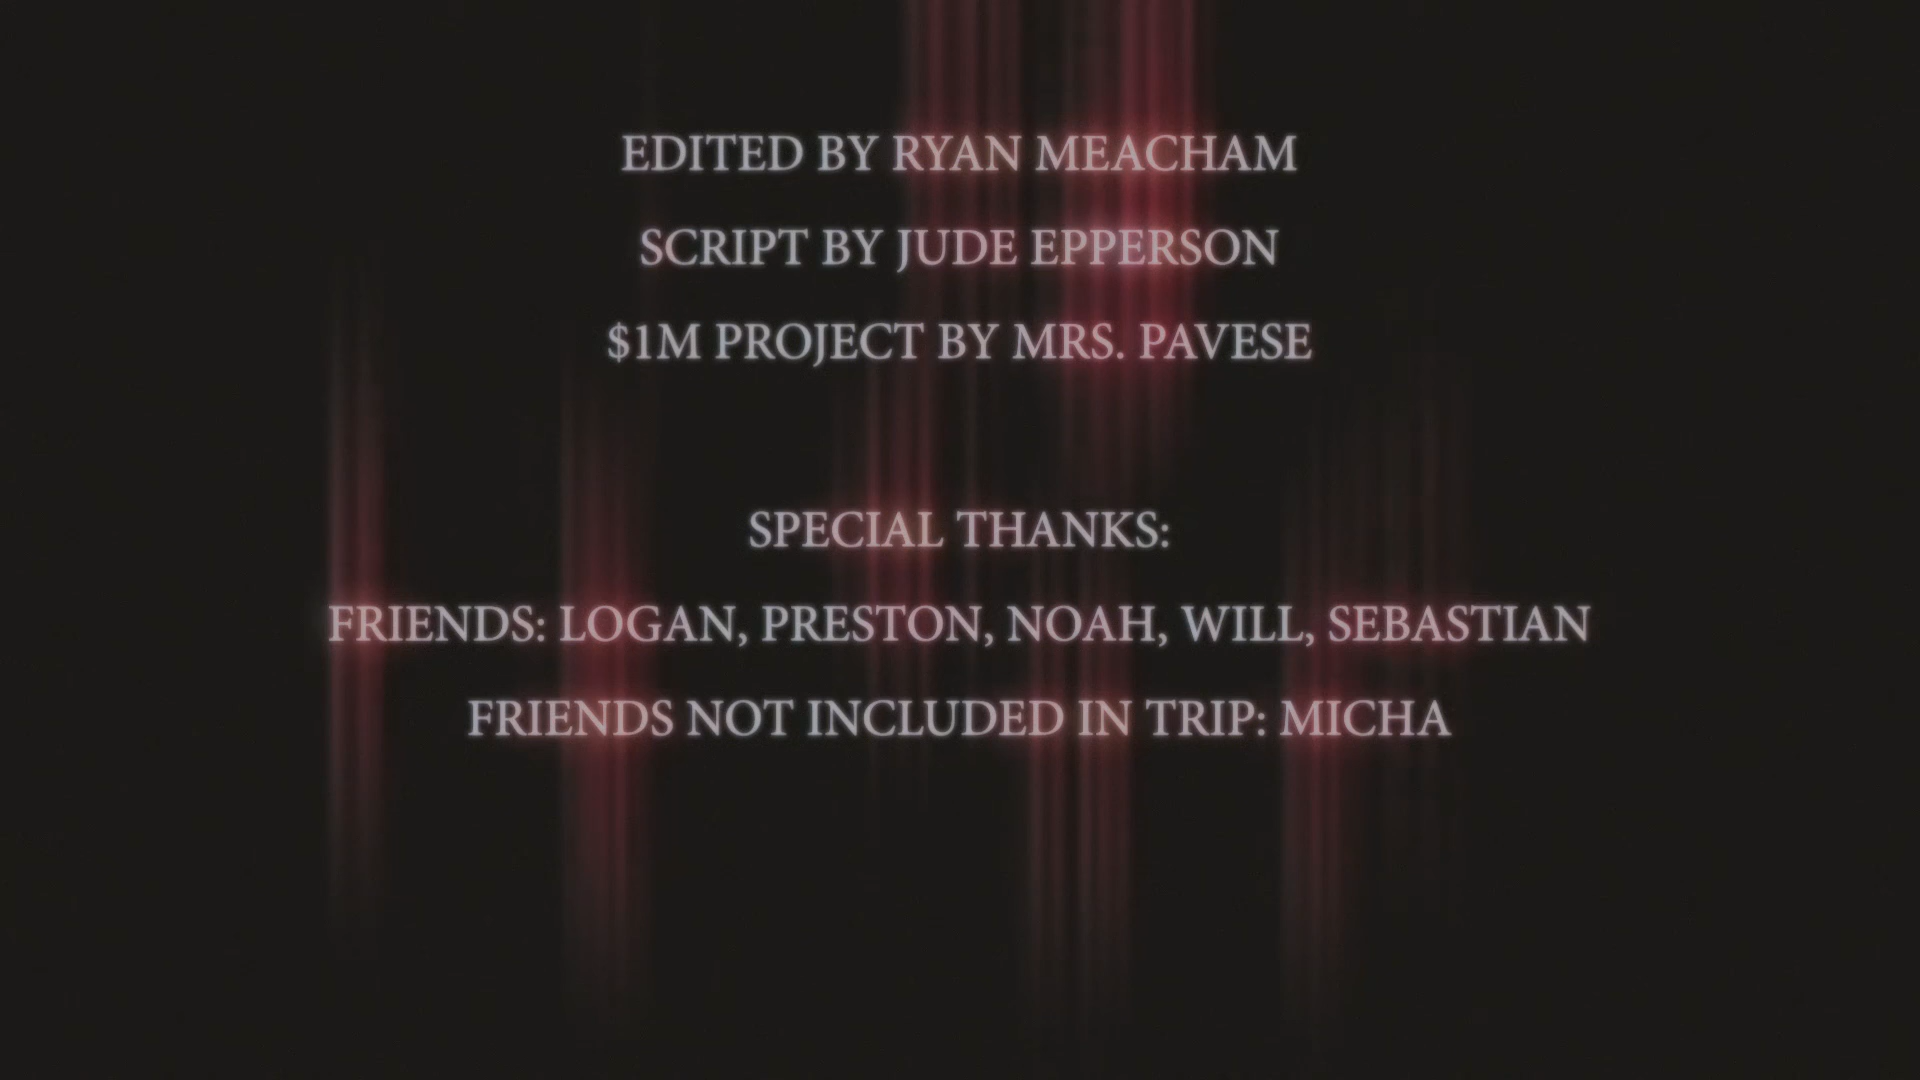 EDITED BY RYAN MEACHAM
SCRIPT BY JUDE EPPERSON
$1M PROJECT BY MRS. PAVESE
SPECIAL THANKS:
FRIENDS: LOGAN, PRESTON, NOAH, WILL, SEBASTIAN
FRIENDS NOT INCLUDED IN TRIP: MICHA